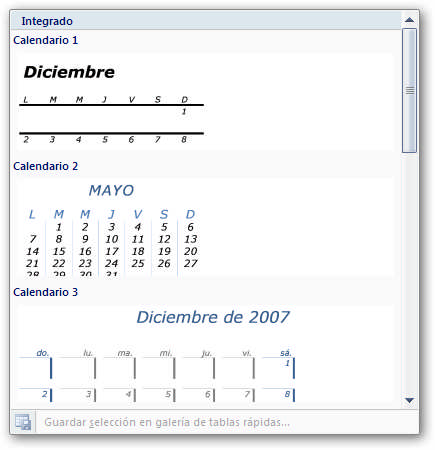 Integrado
Calendario 1
Diciembre
L M M J V S D
1
2 3 4 5 6 7 8
Calendario 2
MAYO
L M M J V S D
1 2 3 4 5 6
7 8 9 10 11 12 13
14 15 16 17 18 19 20
21 22 23 24 25 26 27
28 29 30 31
Calendario 3
Diciembre de 2007
do. lu. ma. mi. ju. vi. sá.
1
2 3 4 5 6 7 8
Guardar selección en galería de tablas rápidas...